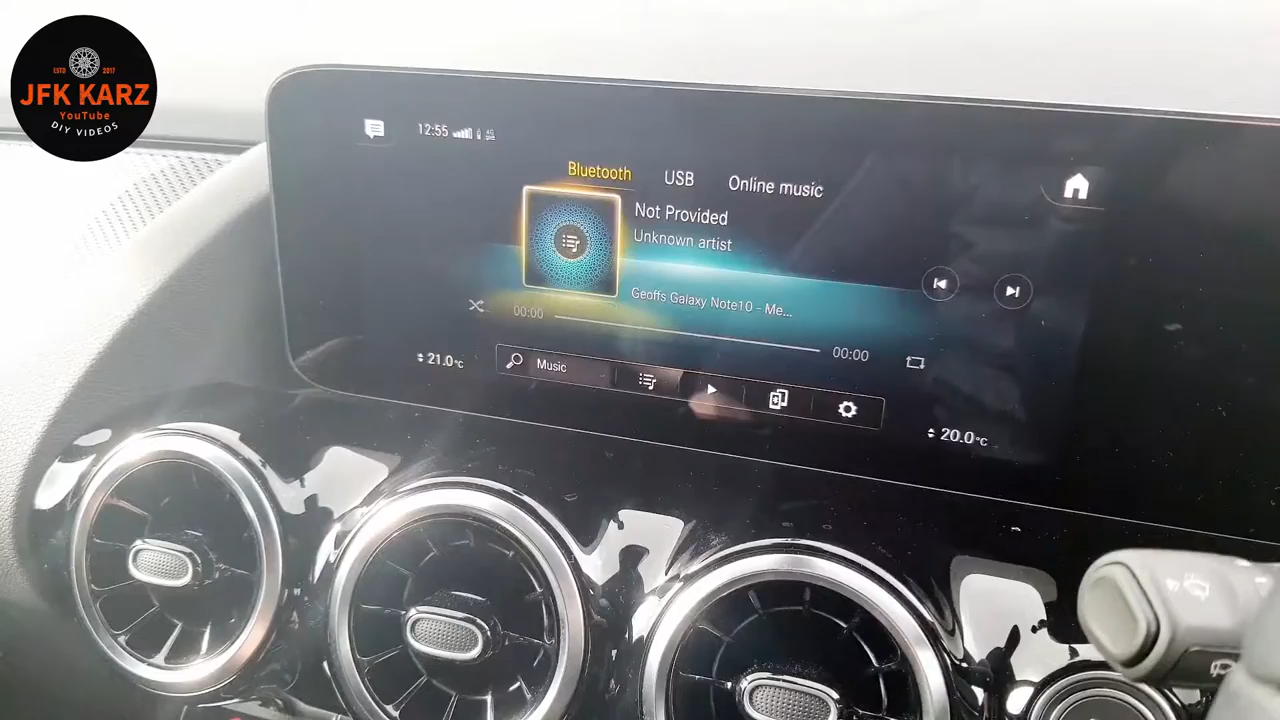 ESTD 2017
JFK KARZ
YouTube
DIY VIDEOS
12:55 4G
Bluetooth USB Online music
Not Provided
Unknown artist
Geoffs Galaxy Note10 - Me...
00:00 00:00
21.0°C Music 20.0°C